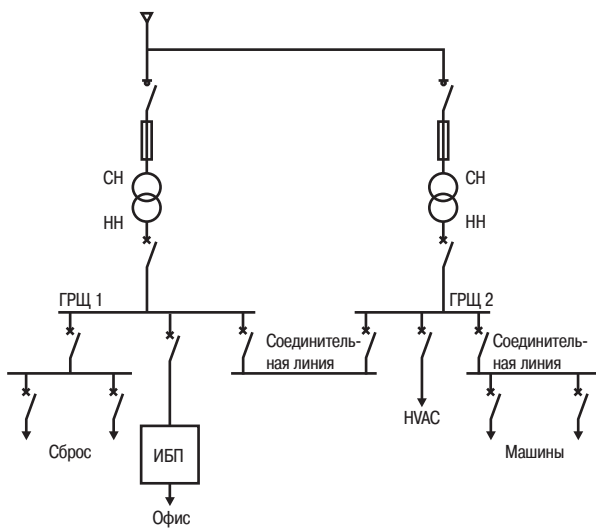 СН
НН
СН
НН
ГРЩ 1
ГРЩ 2
Соединитель-
ная линия
Соединитель-
ная линия
HVAC
Сброс
ИБП
Машины
Офис